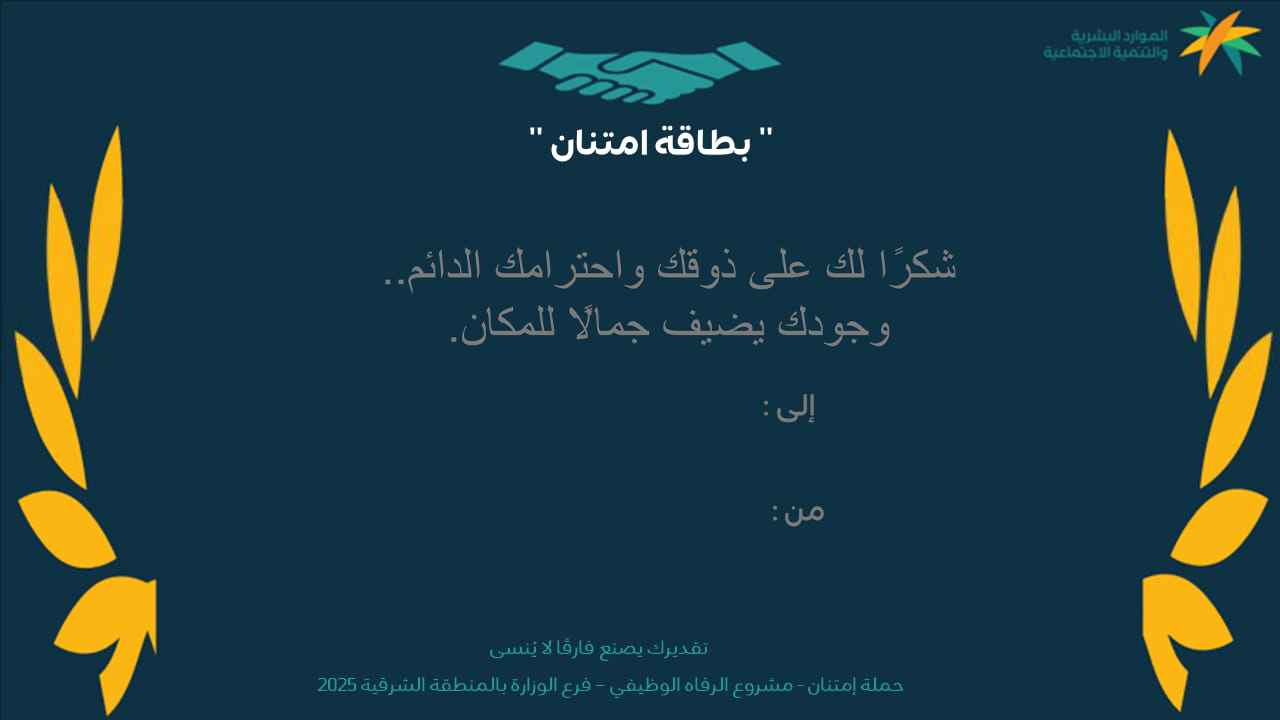 الموارد البشرية
والتنمية الاجتماعية
" بطاقة امتنان "
شكرًا لك على ذوقك واحترامك الدائم..
وجودك يضيف جمالًا للمكان.
إلى :
من :
تقديرك يصنع فارقًا لا يُنسى
حملة إمتنان - مشروع الرفاه الوظيفي – فرع الوزارة بالمنطقة الشرقية 2025